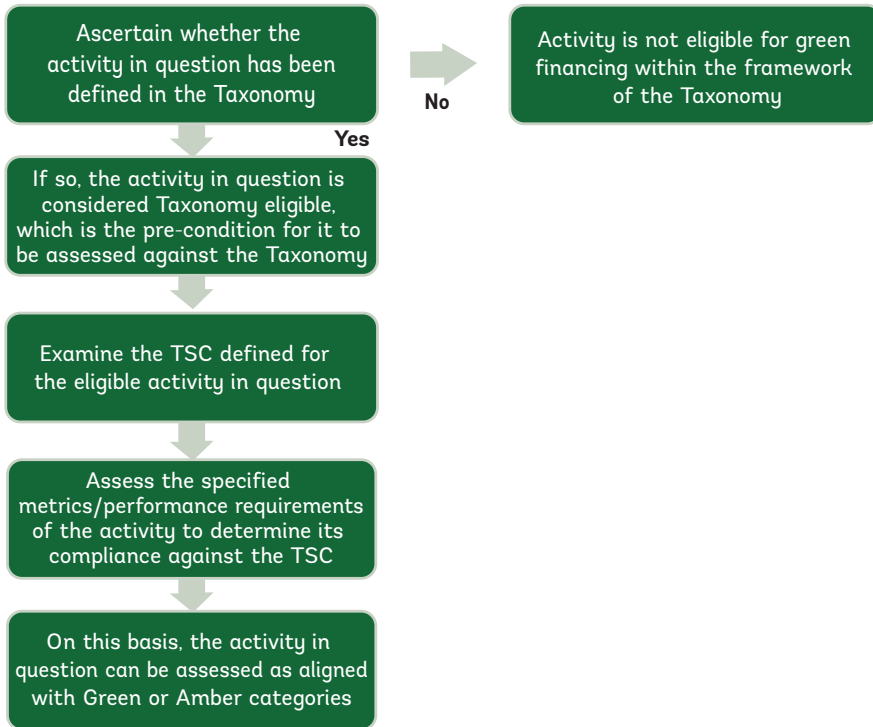 Ascertain whether the
activity in question has been
defined in the Taxonomy
No
Activity is not eligible for green
financing within the framework
of the Taxonomy
Yes
If so, the activity in question is
considered Taxonomy eligible,
which is the pre-condition for it to
be assessed against the Taxonomy
Examine the TSC defined for
the eligible activity in question
Assess the specified
metrics/performance requirements
of the activity to determine its
compliance against the TSC
On this basis, the activity in
question can be assessed as aligned
with Green or Amber categories